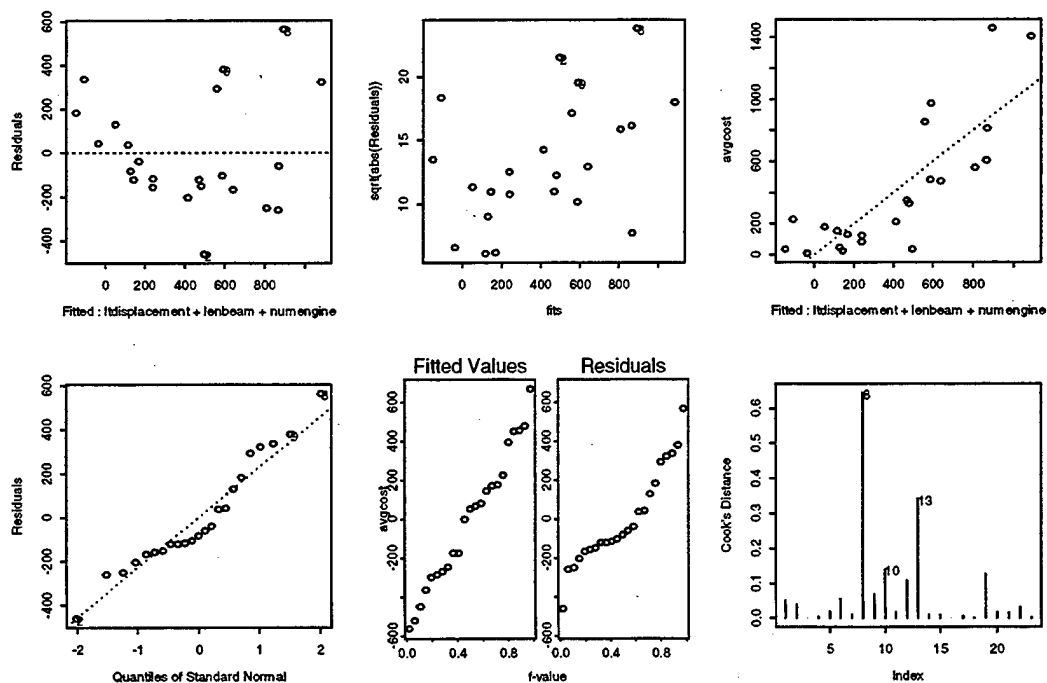 600
400
200
0
-200
-400
Residuals
0 200 400 600 800
Fitted : ltdisplacement + lenbeam + numengine
20
15
10
sqrt(abs(Residuals))
0 200 400 600 800
fits
1400
1000
600
200
0
avgcost
0 200 400 600 800
Fitted : ltdisplacement + lenbeam + numengine
600
400
200
0
-200
-400
Residuals
-2 -1 0 1 2
Quantiles of Standard Normal
Fitted Values
Residuals
600
400
200
0
-200
-600
avgcost
0.0 0.4 0.8
600
400
200
0
-200
-600
0.0 0.4 0.8
f-value
0.6
0.5
0.4
0.3
0.2
0.1
0.0
Cook's Distance
13
10
5 10 15 20
Index